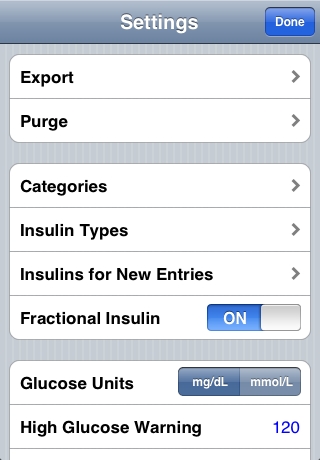 Settings Done
Export
Purge
Categories
Insulin Types
Insulins for New Entries
Fractional Insulin ON
Glucose Units mg/dL mmol/L
High Glucose Warning 120